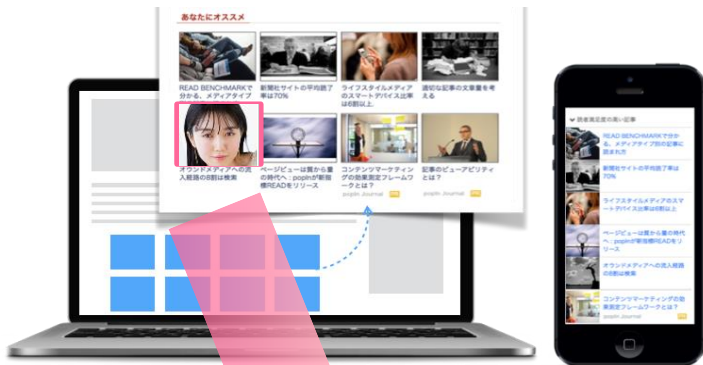 あなたにオススメ
READ BENCHMARKで
分かる、メディアタイプ
新聞社サイトの平均読了
率は70%
ライフスタイルメディア
のスマートデバイス比率
は6割以上
適切な記事の文章量を考
える
オウンドメディアへの流
入経路の8割は検索
ページビューは質から量
の時代へ：popInが新指
標READをリリース
コンテンツマーケティン
グの効果測定フレームワ
ークとは？
popIn Journal
記事のビューアビリティ
とは？
popIn Journal
読者満足度の高い記事
READ BENCHMARKで分か
る、メディアタイプ別の記事に
読まれ方
新聞社サイトの平均読了率は
70%
ライフスタイルメディアのスマ
ートデバイス比率は6割以上
ページビューは質から量の時代
へ：popInが新指標READをリ
リース
オウンドメディアへの流入経路
の8割は検索
コンテンツマーケティングの効
果測定フレームワークとは？
popIn Journal